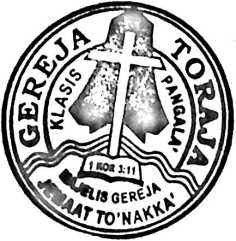 GEREJA TORAJA
KLASIS PANGALA'
1 KOR 3:11
MAJELIS GEREJA
JEMAAT TO'NAKKA'